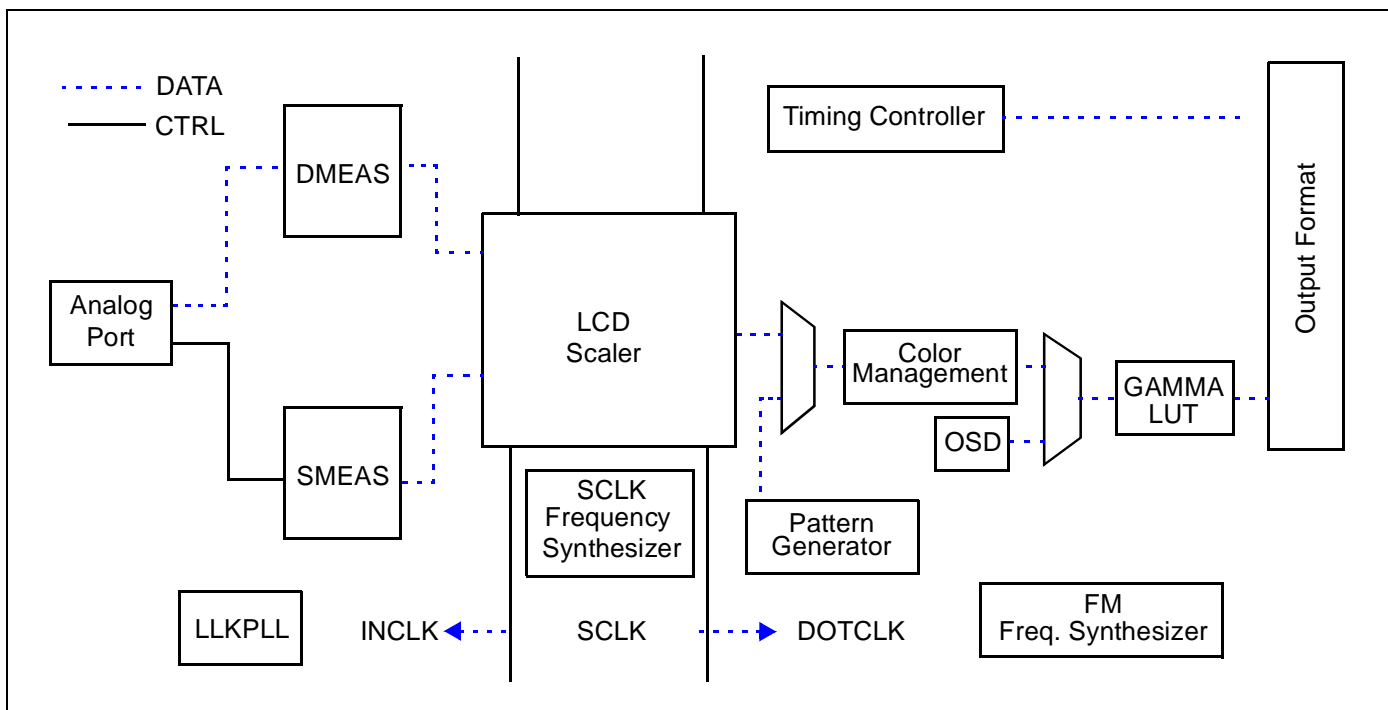 DATA
CTRL
DMEAS
Timing Controller
Output Format
Analog
Port
LCD
Scaler
Color
Management
GAMMA
LUT
OSD
SMEAS
SCLK
Frequency
Synthesizer
Pattern
Generator
LLKPLL
INCLK
SCLK
DOTCLK
FM
Freq. Synthesizer